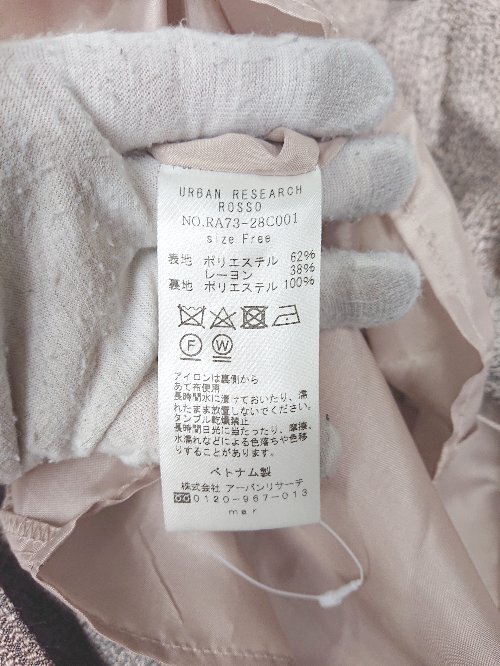 URBAN RESEARCH
ROSSO
NO.RA73-28C001
size Free
表地 ポリエステル 62%
レーヨン 38%
裏地 ポリエステル 100%
F W
アイロンは裏側から
あて布使用
長時間水に漬けておいたり、濡
れたまま放置しないでください。
タンブル乾燥禁止
長時間日光に当たったり、摩擦、
水濡れなどによる色落ちや色移
りすることがあります。
ベトナム製
株式会社 アーバンリサーチ
0120-967-013
mar